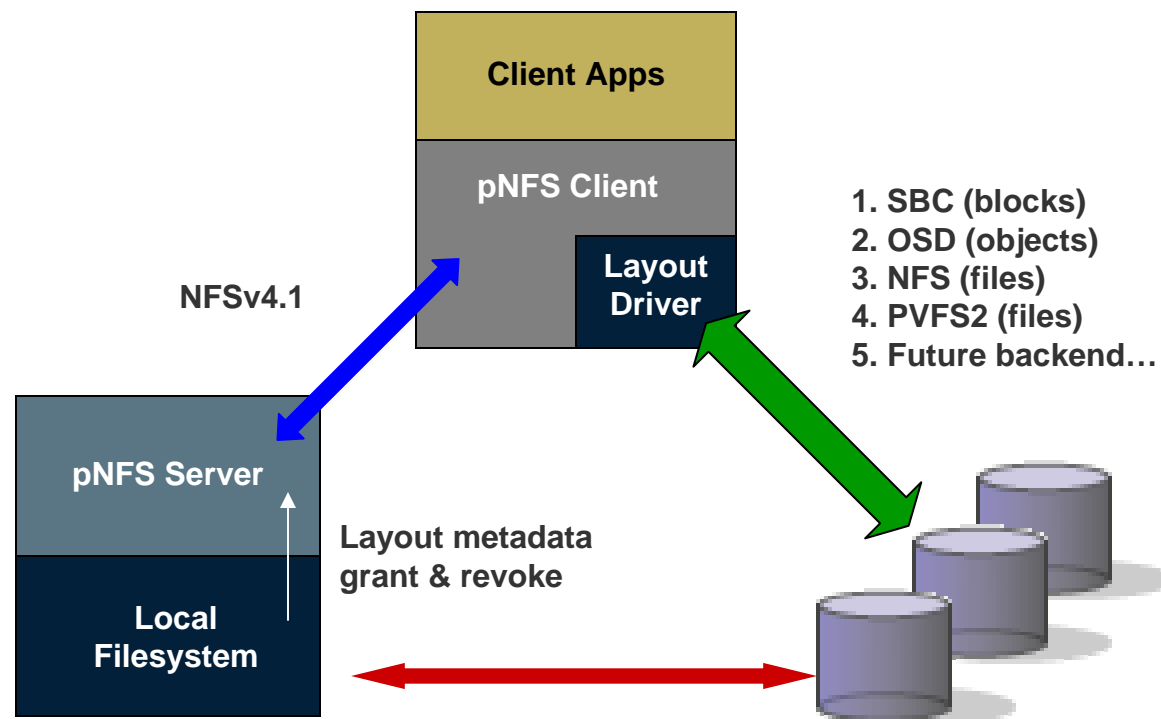 Client Apps
pNFS Client
Layout
Driver
NFSv4.1
1. SBC (blocks)
2. OSD (objects)
3. NFS (files)
4. PVFS2 (files)
5. Future backend…
pNFS Server
Layout metadata
grant & revoke
Local
Filesystem